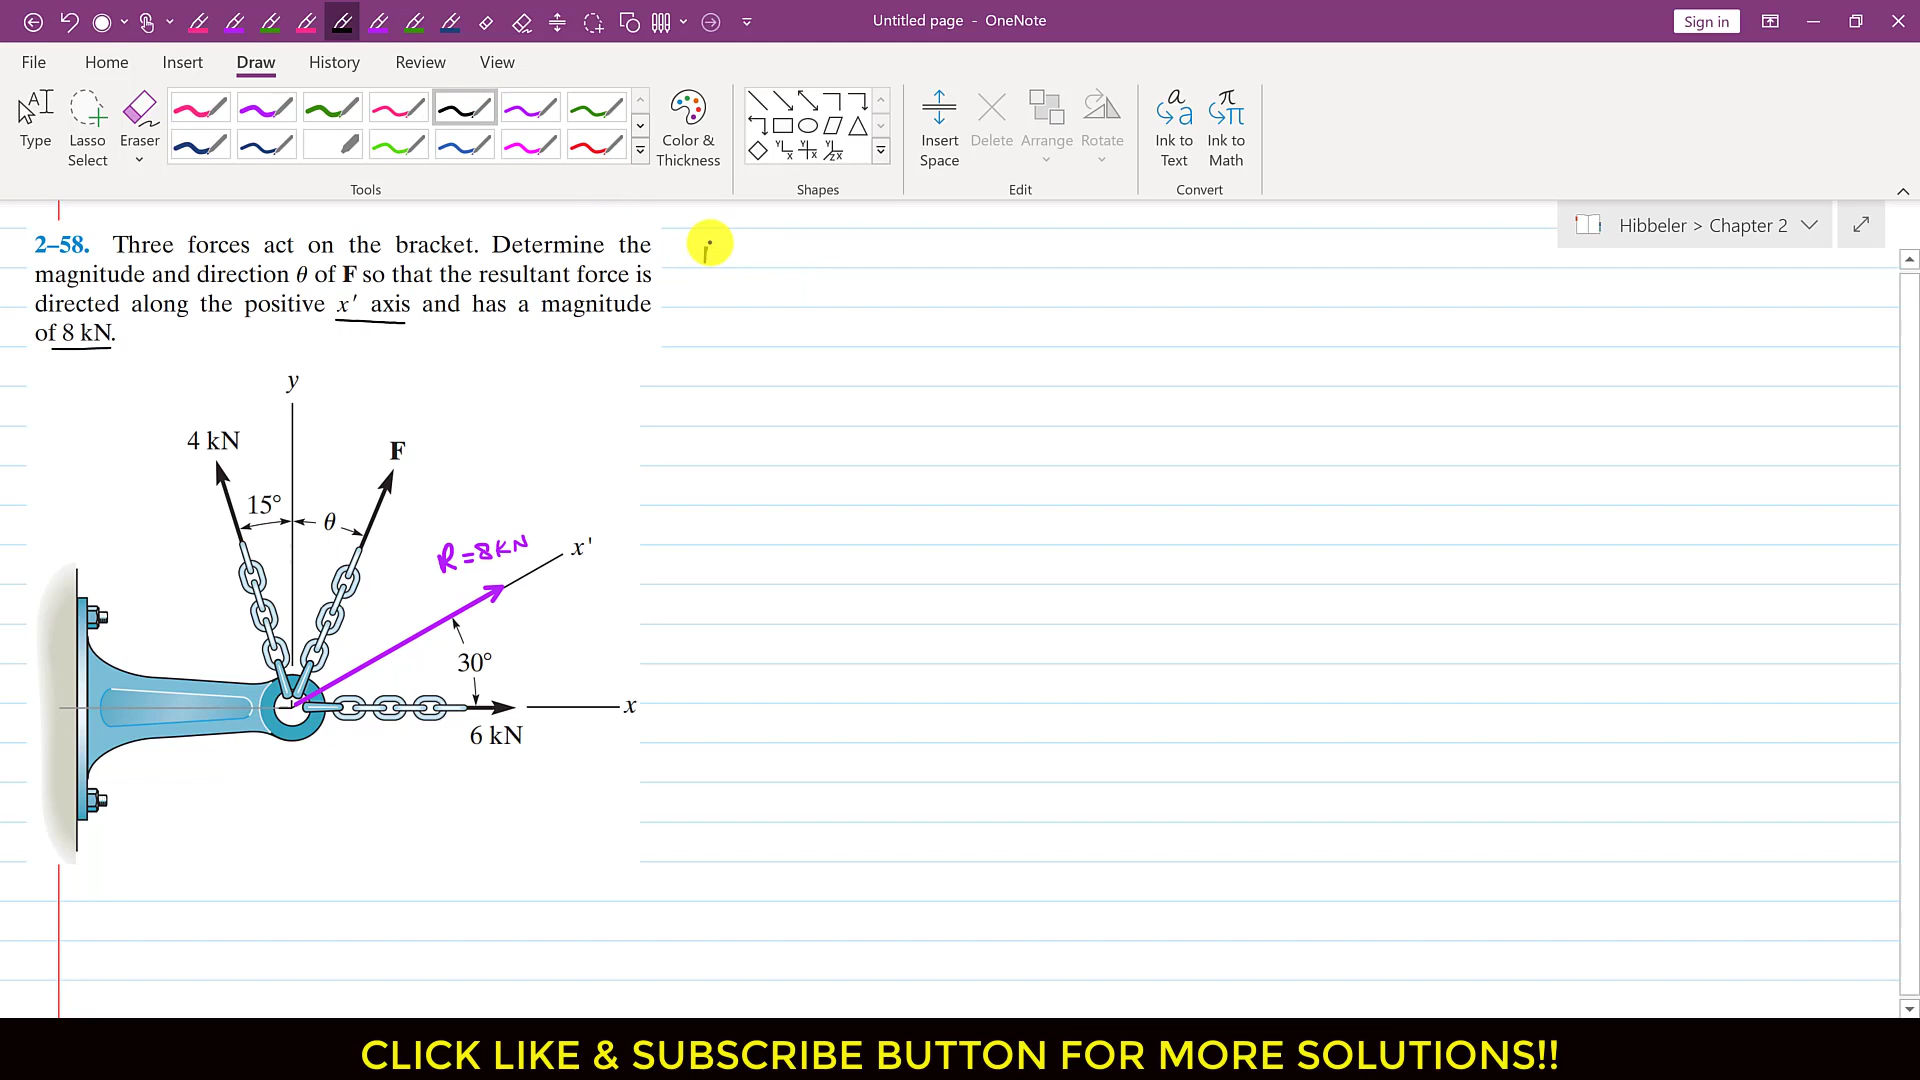 Untitled page - OneNote
Sign in
File Home Insert Draw History Review View
Type
Lasso Select
Eraser
Color & Thickness
Insert Space
Delete
Arrange
Rotate
Ink to Text
Ink to Math
Tools
Shapes
Edit
Convert
Hibbeler > Chapter 2
2–58. Three forces act on the bracket. Determine the
magnitude and direction θ of F so that the resultant force is
directed along the positive x′ axis and has a magnitude
of 8 kN.
y
4 kN
F
15°
θ
R=8KN
x'
30°
x
6 kN
CLICK LIKE & SUBSCRIBE BUTTON FOR MORE SOLUTIONS!!